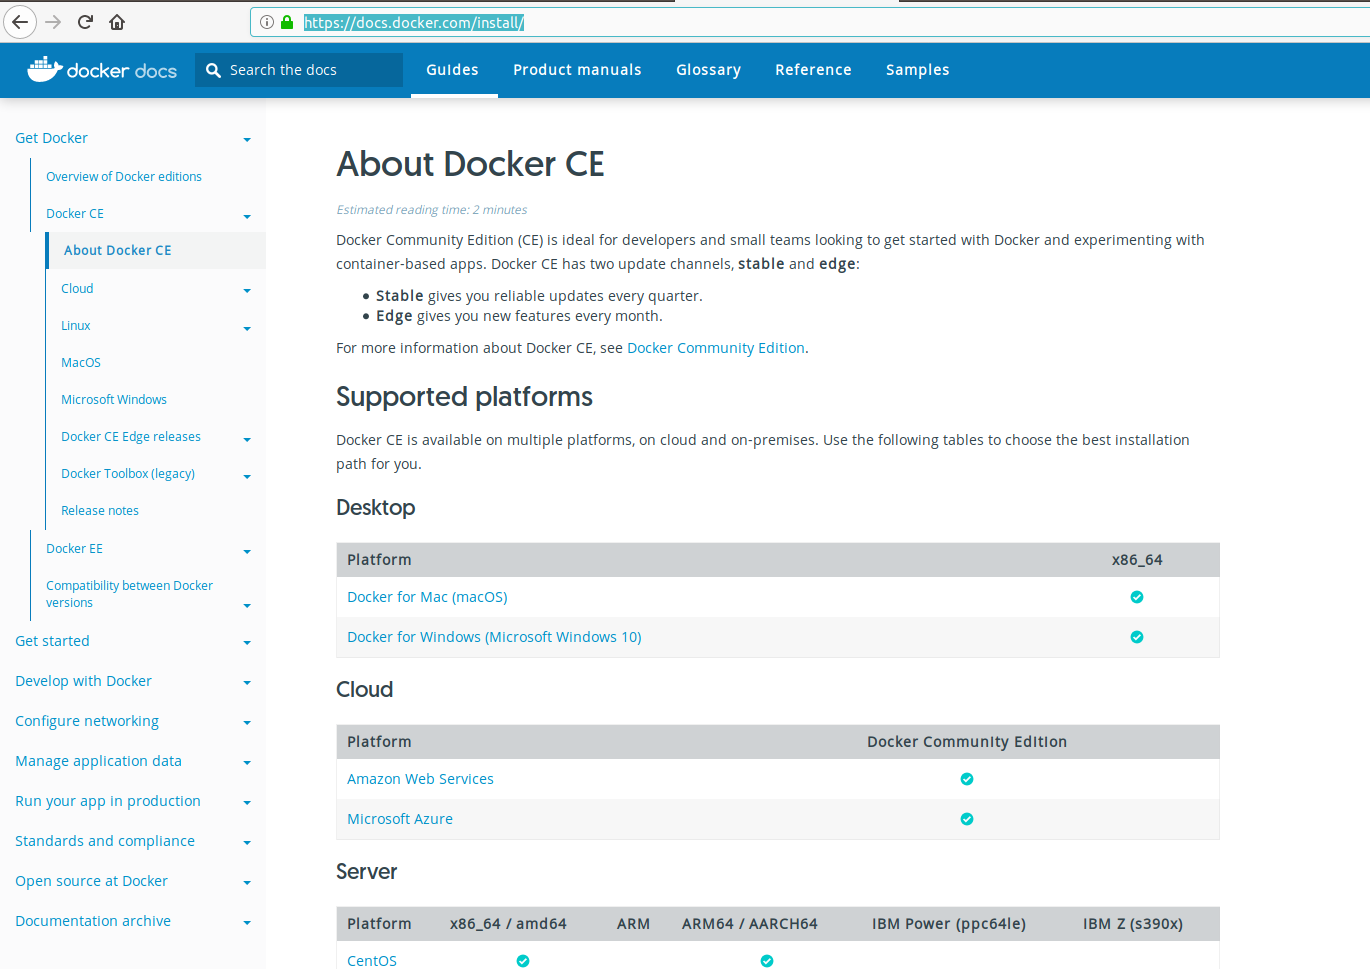 https://docs.docker.com/install/
docker docs
Search the docs
Guides
Product manuals
Glossary
Reference
Samples
Get Docker
Overview of Docker editions
Docker CE
About Docker CE
Cloud
Linux
MacOS
Microsoft Windows
Docker CE Edge releases
Docker Toolbox (legacy)
Release notes
Docker EE
Compatibility between Docker
versions
Get started
Develop with Docker
Configure networking
Manage application data
Run your app in production
Standards and compliance
Open source at Docker
Documentation archive
About Docker CE
Estimated reading time: 2 minutes
Docker Community Edition (CE) is ideal for developers and small teams looking to get started with Docker and experimenting with
container-based apps. Docker CE has two update channels, stable and edge:
• Stable gives you reliable updates every quarter.
• Edge gives you new features every month.
For more information about Docker CE, see Docker Community Edition.
Supported platforms
Docker CE is available on multiple platforms, on cloud and on-premises. Use the following tables to choose the best installation
path for you.
Desktop
Platform x86_64
Docker for Mac (macOS)
Docker for Windows (Microsoft Windows 10)
Cloud
Platform Docker Community Edition
Amazon Web Services
Microsoft Azure
Server
Platform x86_64 / amd64 ARM ARM64 / AARCH64 IBM Power (ppc64le) IBM Z (s390x)
CentOS